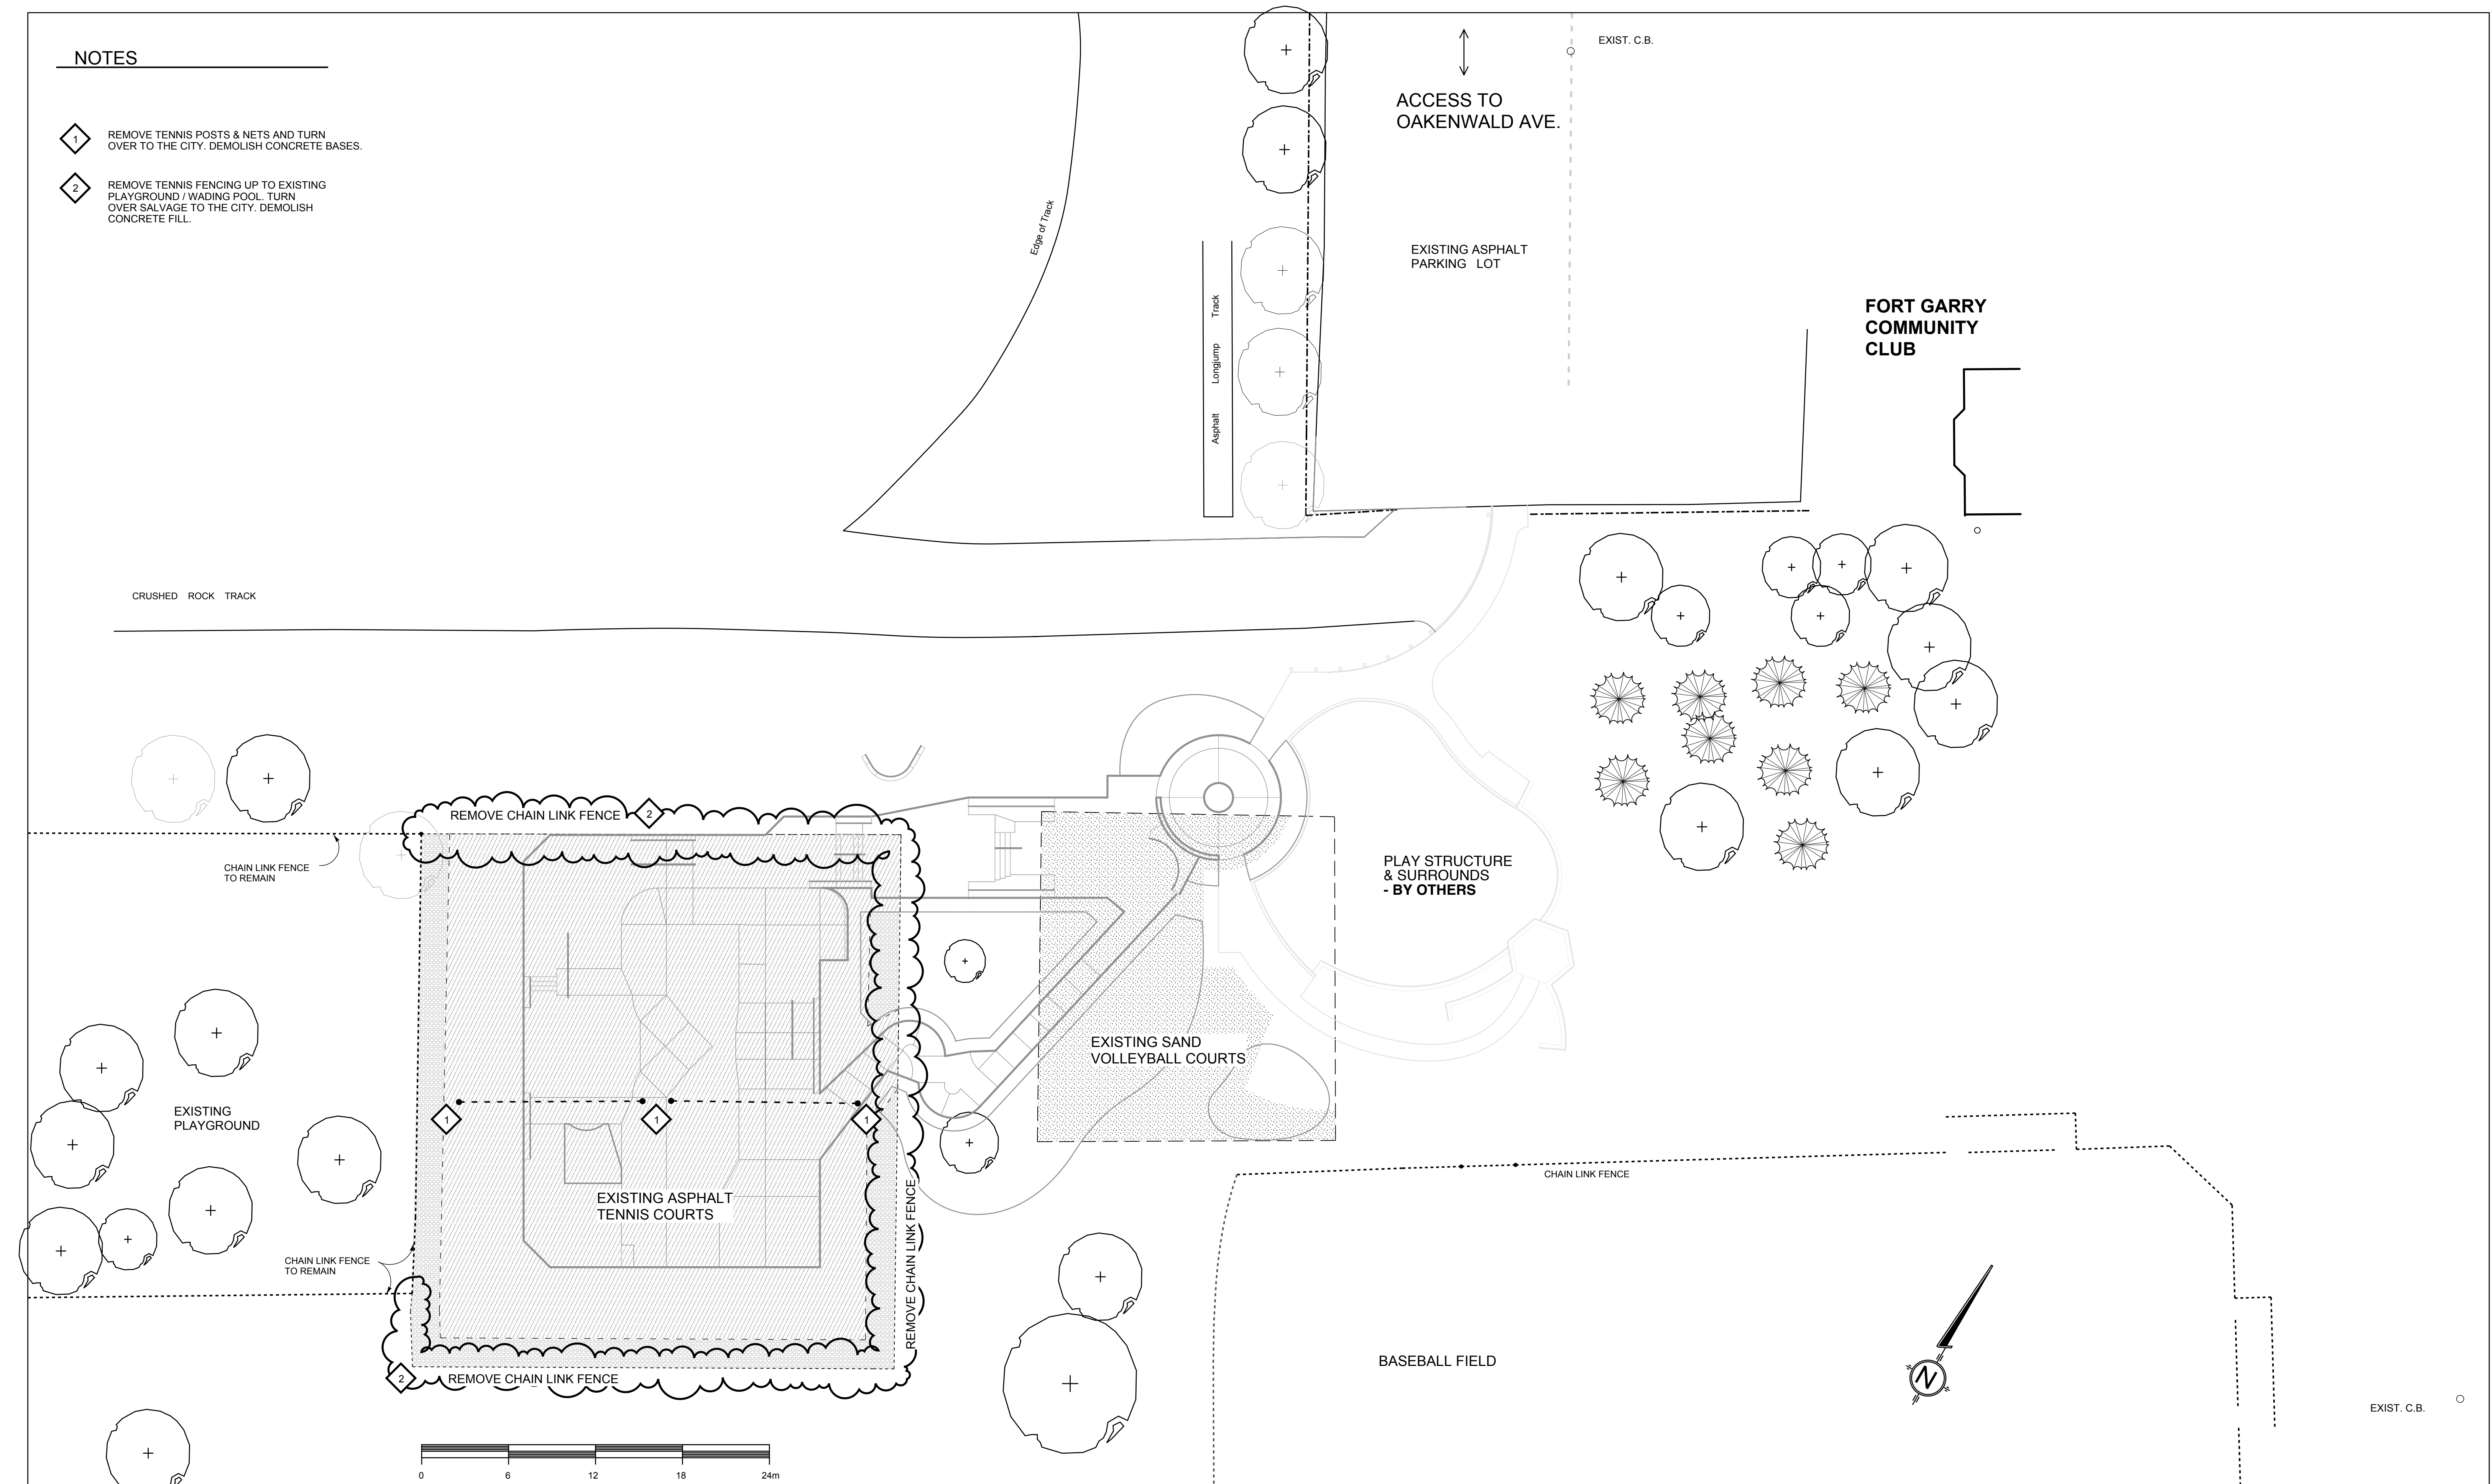 NOTES
1
REMOVE TENNIS POSTS & NETS AND TURN
OVER TO THE CITY. DEMOLISH CONCRETE BASES.
2
REMOVE TENNIS FENCING UP TO EXISTING
PLAYGROUND / WADING POOL. TURN
OVER SALVAGE TO THE CITY. DEMOLISH
CONCRETE FILL.
EXIST. C.B.
ACCESS TO
OAKENWALD AVE.
Edge of Track
EXISTING ASPHALT
PARKING LOT
Asphalt Longjump Track
FORT GARRY
COMMUNITY
CLUB
CRUSHED ROCK TRACK
REMOVE CHAIN LINK FENCE
2
CHAIN LINK FENCE
TO REMAIN
PLAY STRUCTURE
& SURROUNDS
- BY OTHERS
EXISTING SAND
VOLLEYBALL COURTS
EXISTING
PLAYGROUND
1
1
1
CHAIN LINK FENCE
EXISTING ASPHALT
TENNIS COURTS
REMOVE CHAIN LINK FENCE
CHAIN LINK FENCE
TO REMAIN
2
REMOVE CHAIN LINK FENCE
BASEBALL FIELD
N
EXIST. C.B.
0 6 12 18 24m